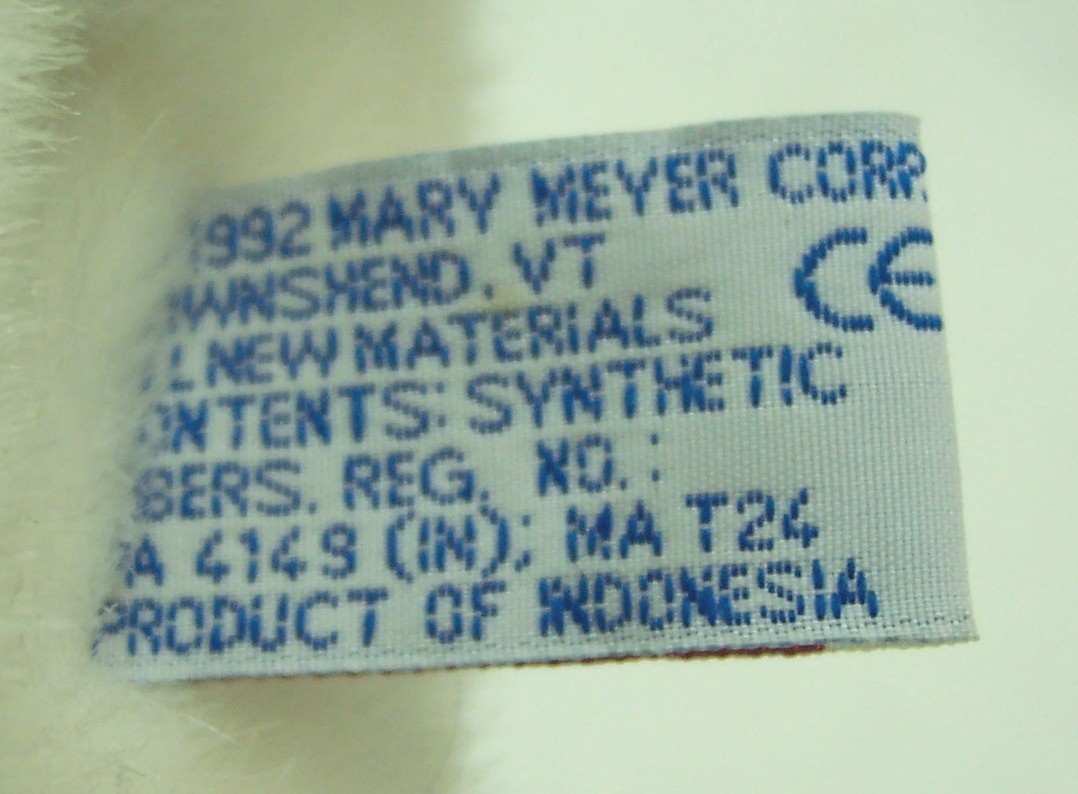 1992 MARY MEYER CORP.
WNSHEND, VT CE
L NEW MATERIALS
ONTENTS: SYNTHETIC
BERS. REG. NO.:
A 4149 (IN); MA T24
PRODUCT OF INDONESIA